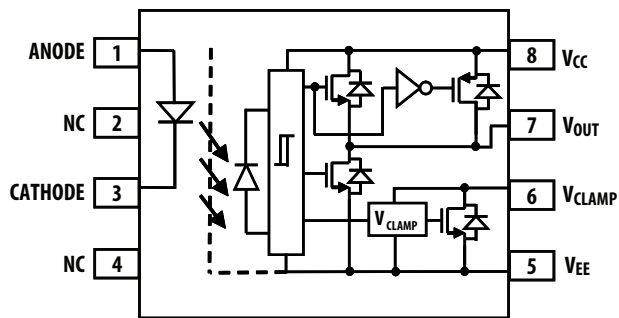 ANODE 1
NC 2
CATHODE 3
NC 4
8 VCC
7 VOUT
6 VCLAMP
5 VEE
VCLAMP